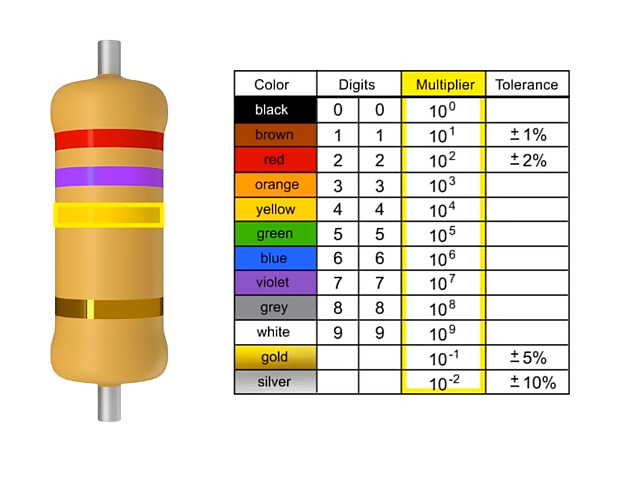 Color Digits Multiplier Tolerance
black 0 0 10⁰
brown 1 1 10¹ ± 1%
red 2 2 10² ± 2%
orange 3 3 10³
yellow 4 4 10⁴
green 5 5 10⁵
blue 6 6 10⁶
violet 7 7 10⁷
grey 8 8 10⁸
white 9 9 10⁹
gold 10⁻¹ ± 5%
silver 10⁻² ± 10%